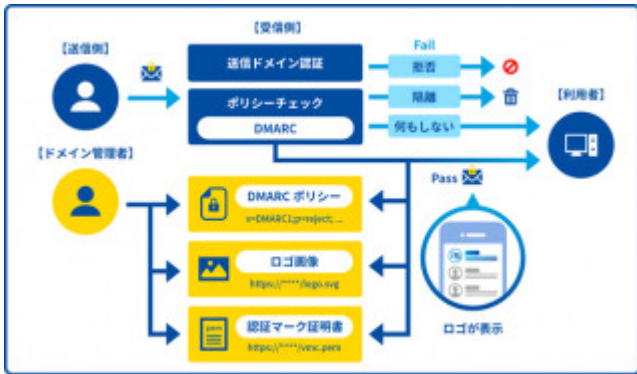 【送信側】
【受信側】
送信ドメイン認証
Fail
拒否
隔離
何もしない
ポリシーチェック
DMARC
【利用者】
【ドメイン管理者】
Pass
DMARC ポリシー
v=DMARC1;p=reject; ...
ロゴ画像
https://****/logo.svg
認証マーク証明書
https://****/vmc.pem
pem
ロゴが表示